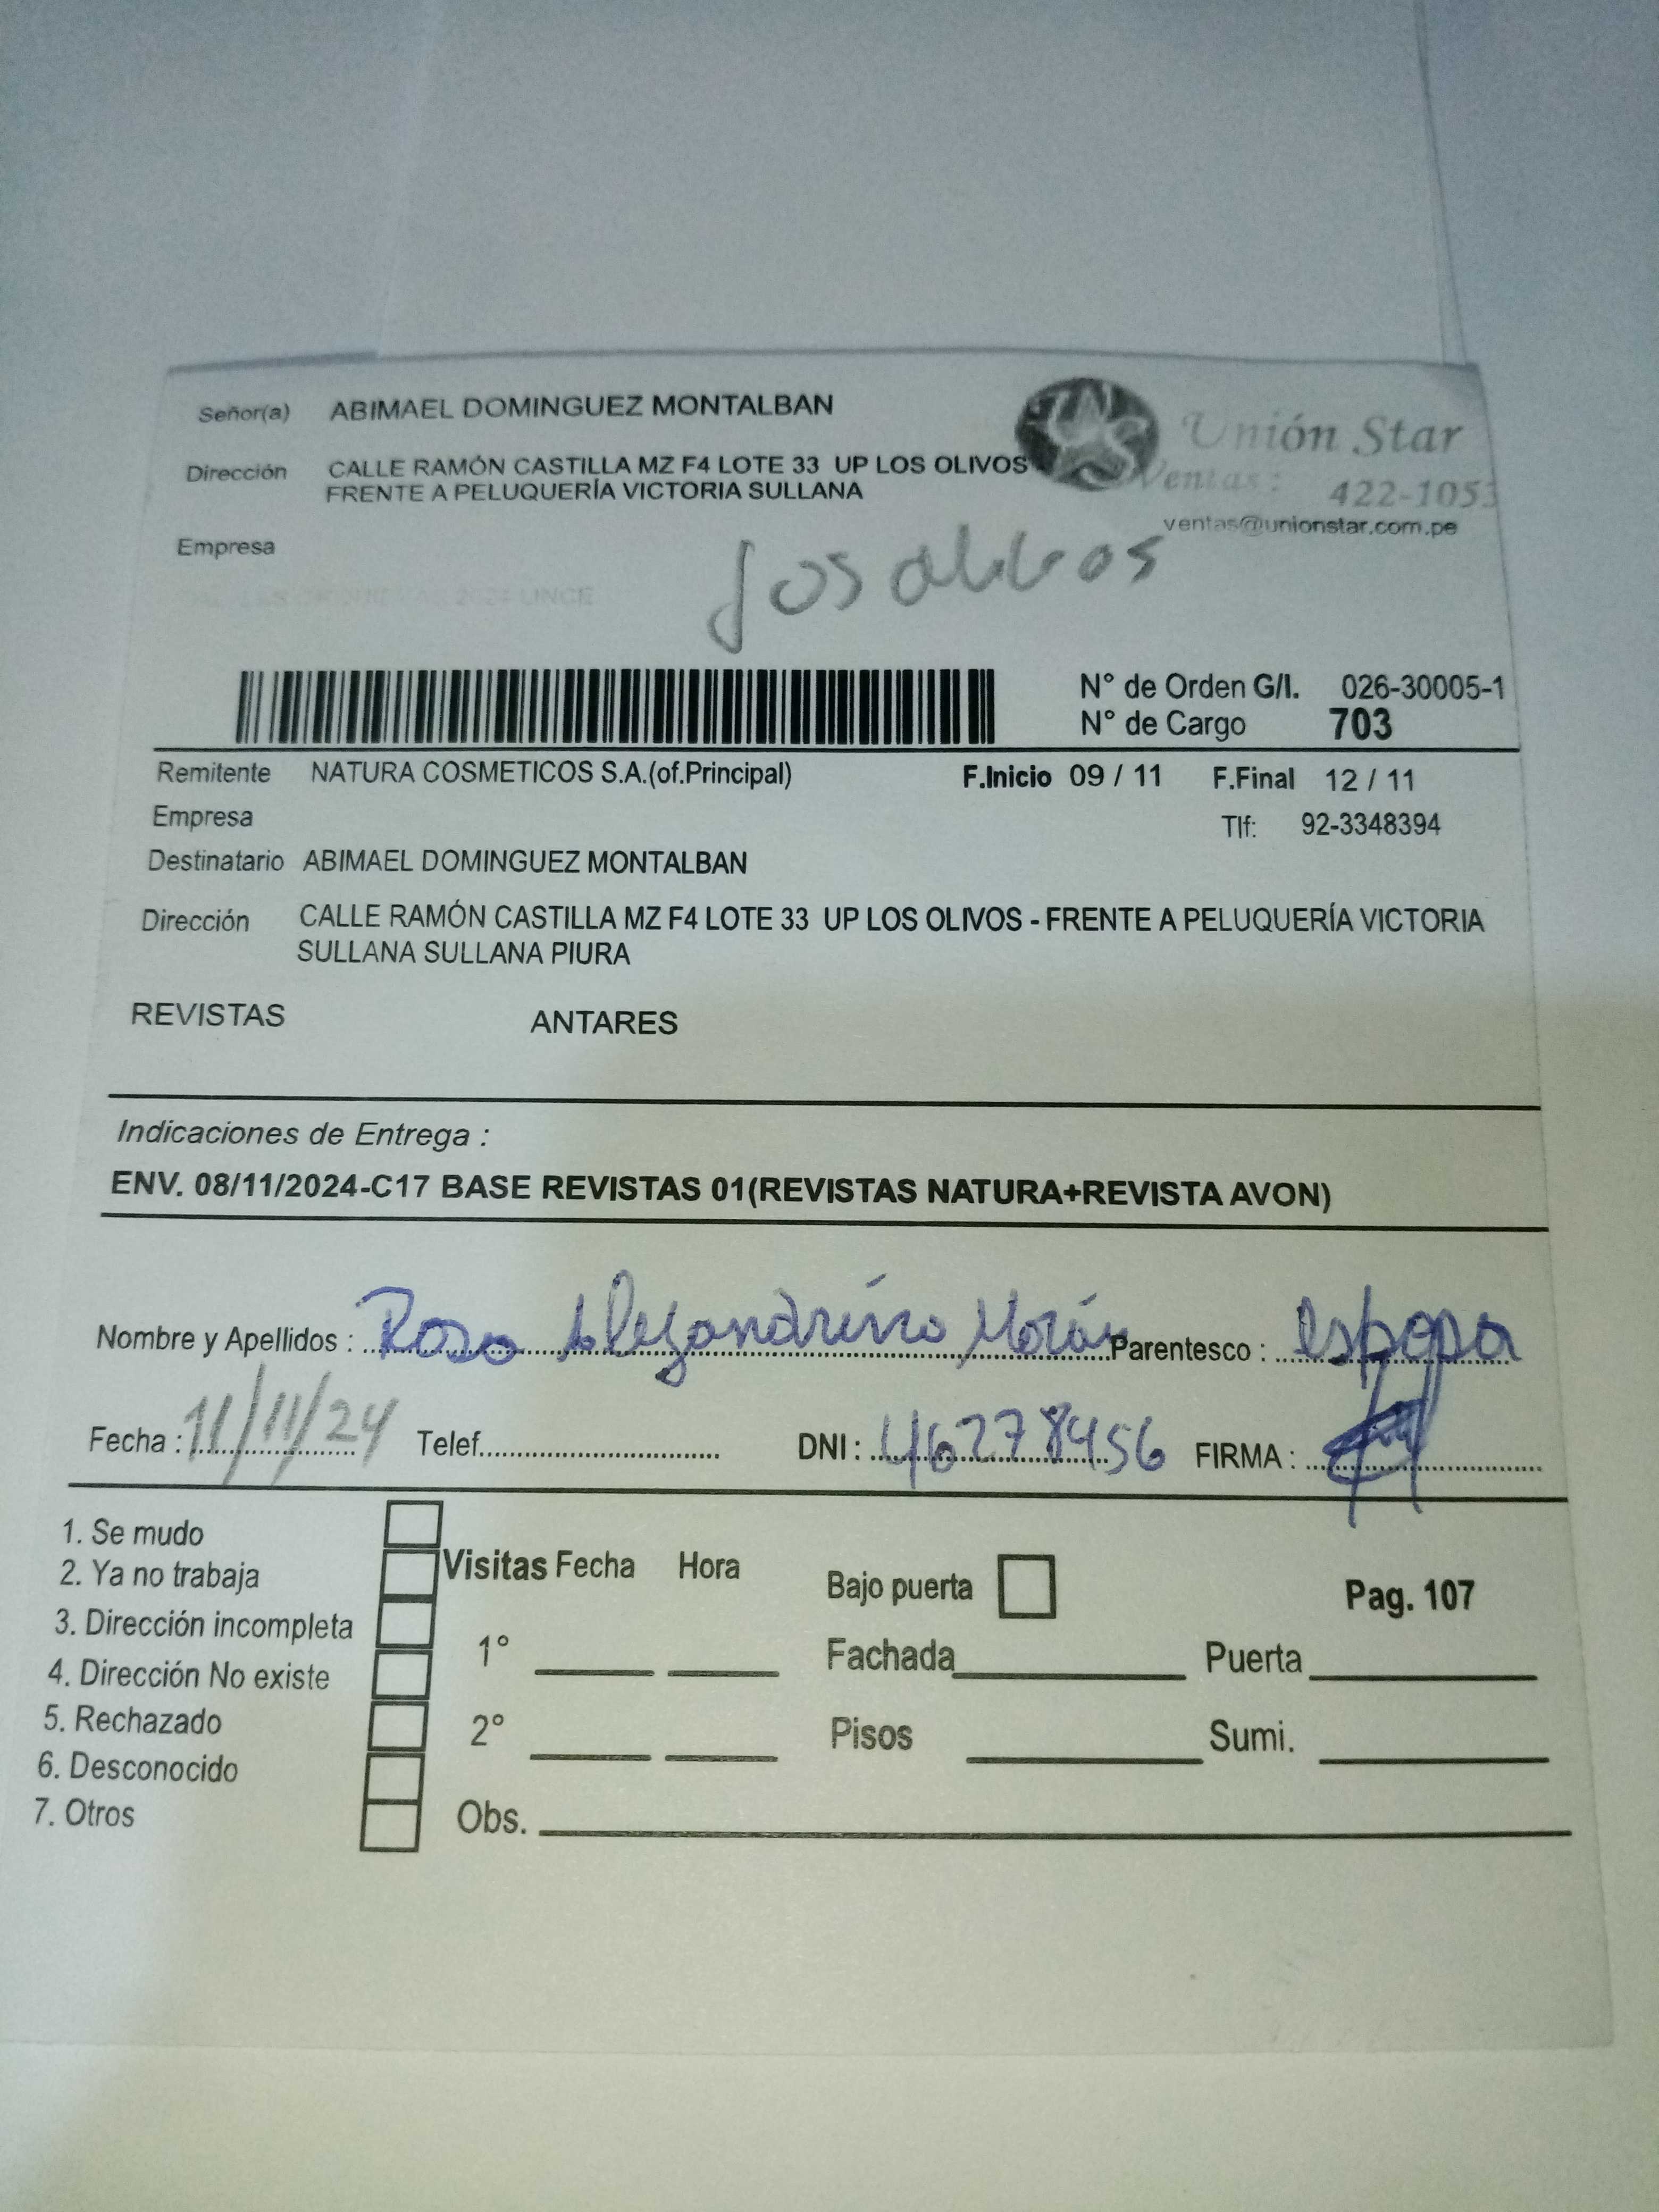 Señor(a) ABIMAEL DOMINGUEZ MONTALBAN
Unión Star
Dirección CALLE RAMÓN CASTILLA MZ F4 LOTE 33 UP LOS OLIVOS
FRENTE A PELUQUERÍA VICTORIA SULLANA
Ventas: 422-1053
ventas@unionstar.com.pe
Empresa
Los olivos
N° de Orden G/I. 026-30005-1
N° de Cargo 703
Remitente NATURA COSMETICOS S.A.(of.Principal) F.Inicio 09 / 11 F.Final 12 / 11
Empresa Tlf: 92-3348394
Destinatario ABIMAEL DOMINGUEZ MONTALBAN
Dirección CALLE RAMÓN CASTILLA MZ F4 LOTE 33 UP LOS OLIVOS - FRENTE A PELUQUERÍA VICTORIA
SULLANA SULLANA PIURA
REVISTAS ANTARES
Indicaciones de Entrega :
ENV. 08/11/2024-C17 BASE REVISTAS 01(REVISTAS NATURA+REVISTA AVON)
Nombre y Apellidos : Rosa Alejandrina Morán Parentesco : esposa
Fecha : 11/11/24 Telef. DNI : 46278456 FIRMA :
1. Se mudo
2. Ya no trabaja
3. Dirección incompleta
4. Dirección No existe
5. Rechazado
6. Desconocido
7. Otros
Visitas Fecha Hora
1°
2°
Obs.
Bajo puerta
Pag. 107
Fachada Puerta
Pisos Sumi.